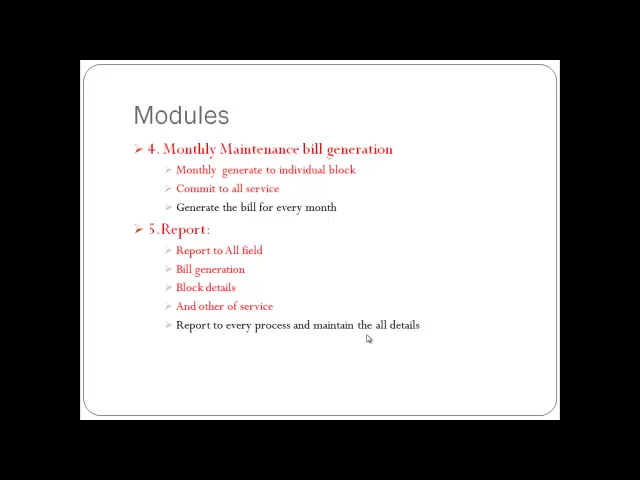 Modules
4. Monthly Maintenance bill generation
Monthly generate to individual block
Commit to all service
Generate the bill for every month
5.Report:
Report to All field
Bill generation
Block details
And other of service
Report to every process and maintain the all details